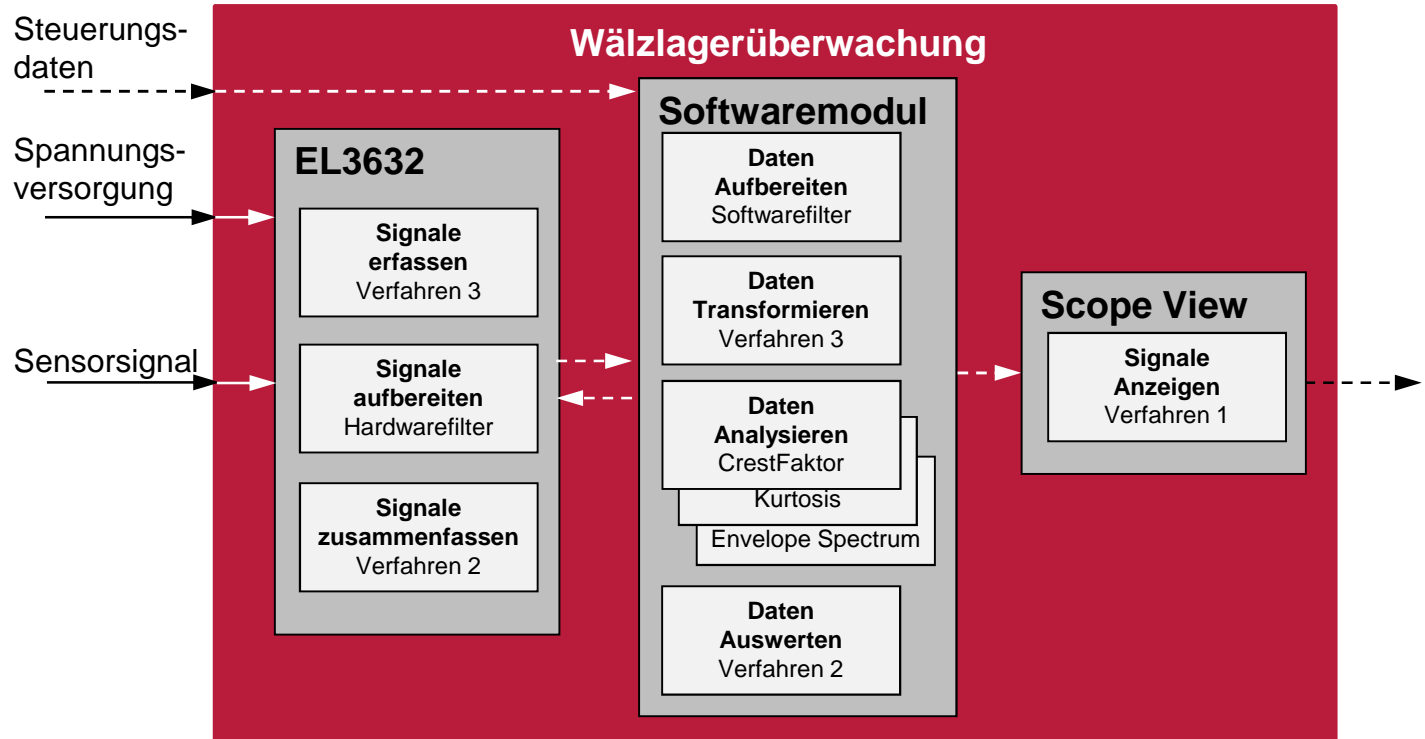 Steuerungs-
daten
Spannungs-
versorgung
Sensorsignal
Wälzlagerüberwachung
EL3632
Signale
erfassen
Verfahren 3
Signale
aufbereiten
Hardwarefilter
Signale
zusammenfassen
Verfahren 2
Softwaremodul
Daten
Aufbereiten
Softwarefilter
Daten
Transformieren
Verfahren 3
Daten
Analysieren
CrestFaktor
Kurtosis
Envelope Spectrum
Daten
Auswerten
Verfahren 2
Scope View
Signale
Anzeigen
Verfahren 1